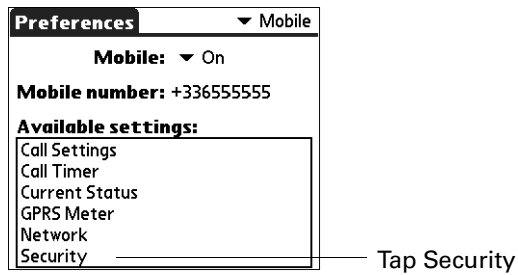 Preferences Mobile
Mobile: On
Mobile number: +336555555
Available settings:
Call Settings
Call Timer
Current Status
GPRS Meter
Network
Security Tap Security